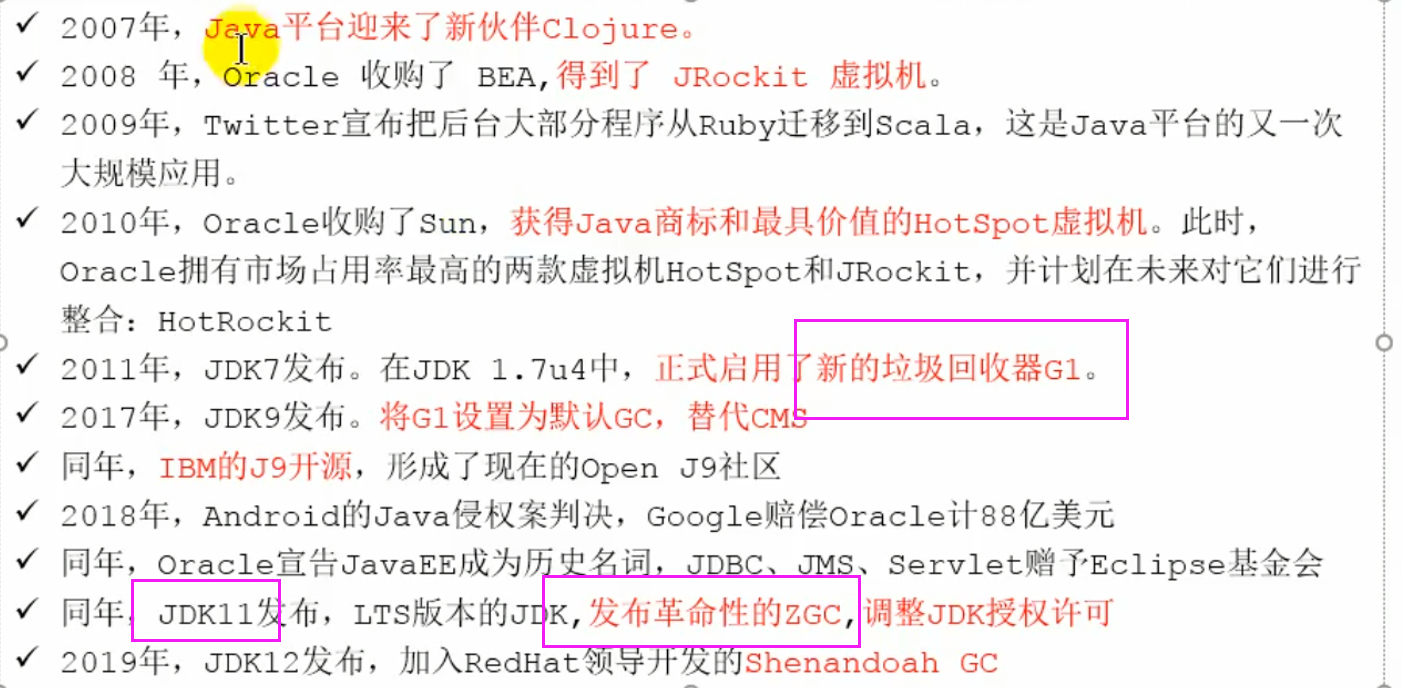 ✓ 2007年，Java平台迎来了新伙伴Clojure。
✓ 2008 年，Oracle 收购了 BEA,得到了 JRockit 虚拟机。
✓ 2009年，Twitter宣布把后台大部分程序从Ruby迁移到Scala，这是Java平台的又一次
大规模应用。
✓ 2010年，Oracle收购了Sun，获得Java商标和最具价值的HotSpot虚拟机。此时，
Oracle拥有市场占用率最高的两款虚拟机HotSpot和JRockit，并计划在未来对它们进行
整合：HotRockit
✓ 2011年，JDK7发布。在JDK 1.7u4中，正式启用了新的垃圾回收器G1。
✓ 2017年，JDK9发布。将G1设置为默认GC，替代CMS
✓ 同年，IBM的J9开源，形成了现在的Open J9社区
✓ 2018年，Android的Java侵权案判决，Google赔偿Oracle计88亿美元
✓ 同年，Oracle宣告JavaEE成为历史名词，JDBC、JMS、Servlet赠予Eclipse基金会
✓ 同年，JDK11发布，LTS版本的JDK,发布革命性的ZGC,调整JDK授权许可
✓ 2019年，JDK12发布，加入RedHat领导开发的Shenandoah GC